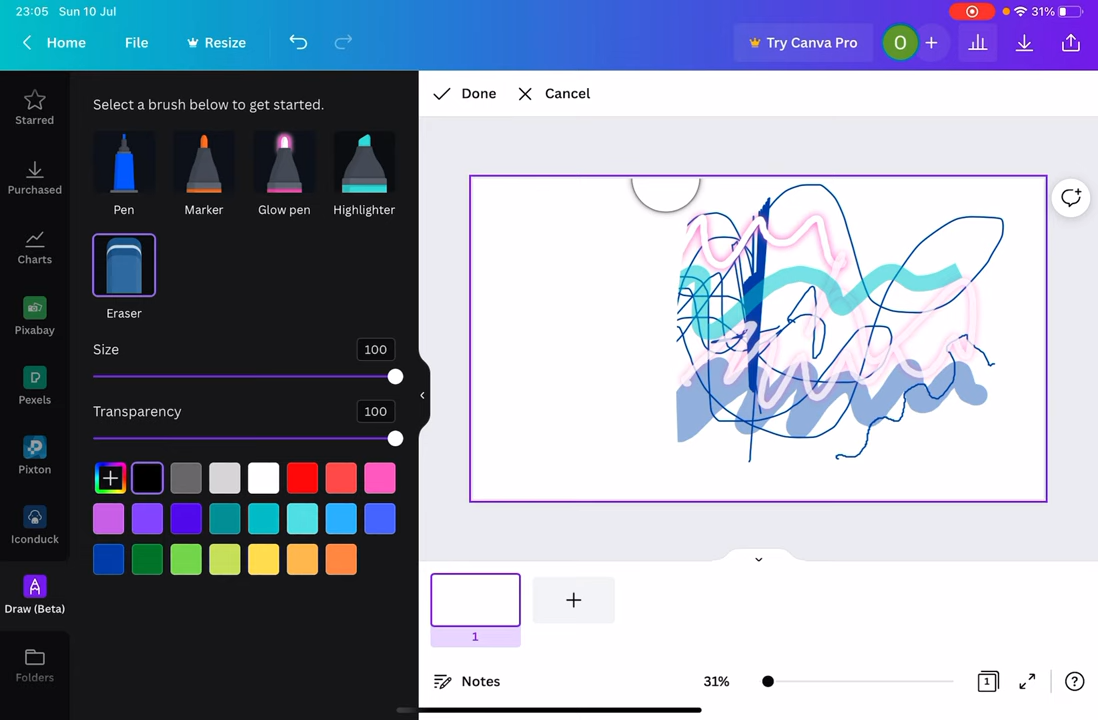 23:05 Sun 10 Jul
31%
Home File Resize Try Canva Pro O
Starred
Purchased
Charts
Pixabay
Pexels
Pixton
Iconduck
Draw (Beta)
Folders
Select a brush below to get started.
Pen Marker Glow pen Highlighter
Eraser
Size 100
Transparency 100
Done Cancel
1
Notes 31% 1